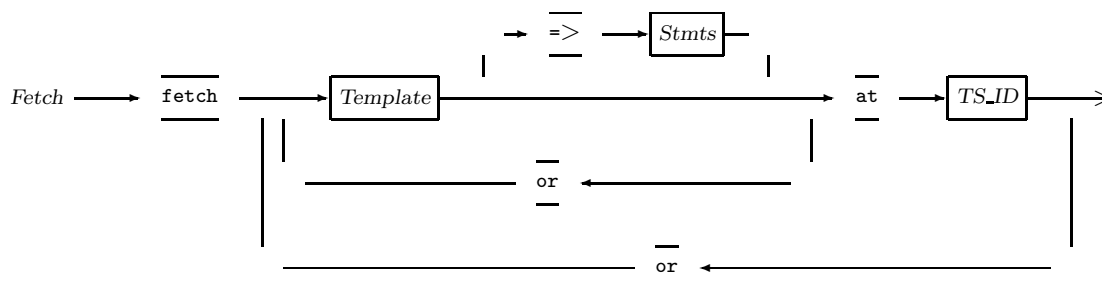 => Stmts
Fetch fetch Template at TS_ID
or
or